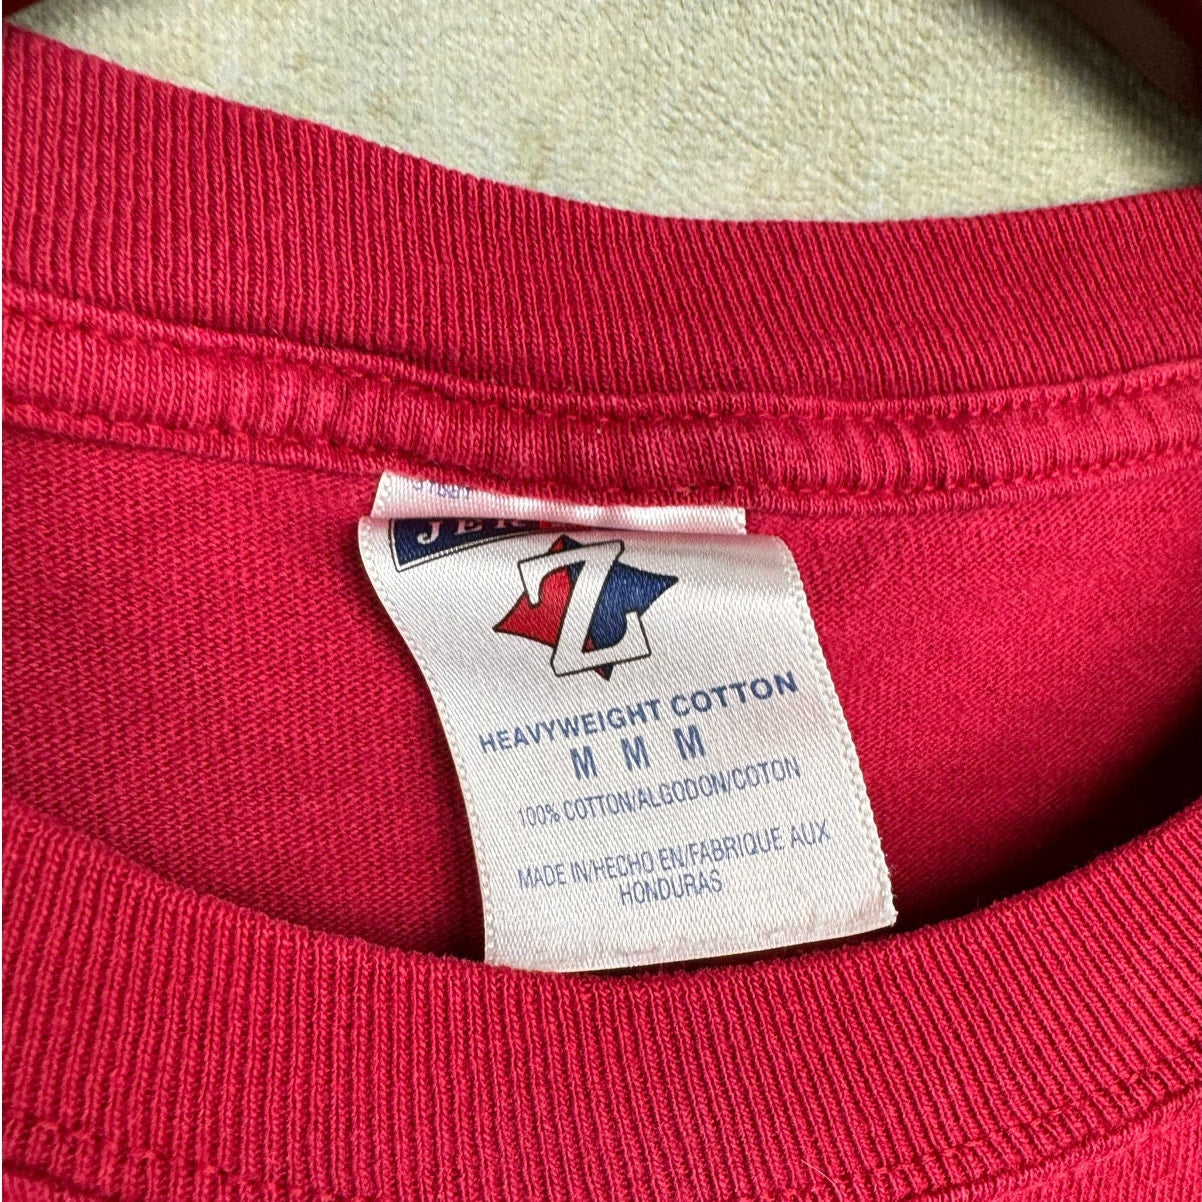 Z
HEAVYWEIGHT COTTON
M M M
100% COTTON/ALGODON/COTON
MADE IN/HECHO EN/FABRIQUE AUX
HONDURAS